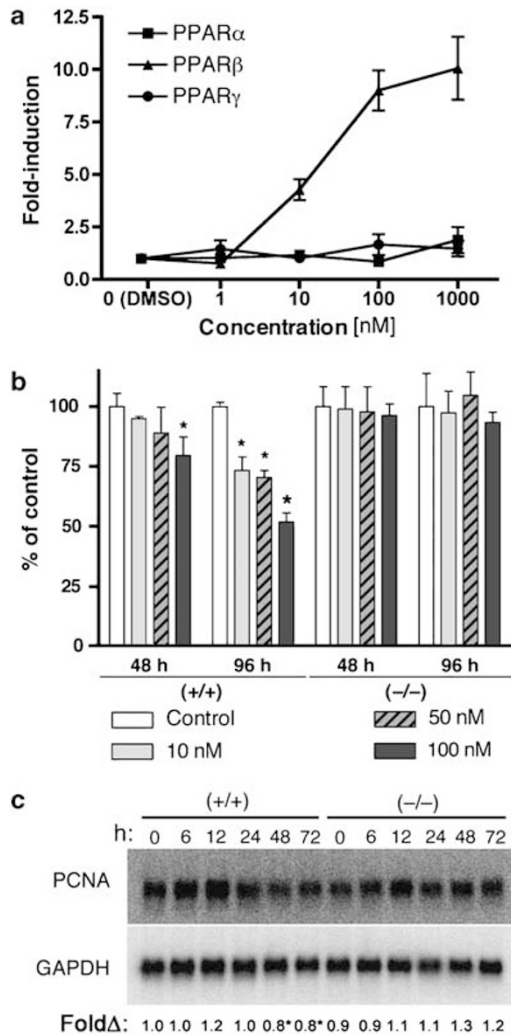 a
PPARα
PPARβ
PPARγ
12.5
10.0
7.5
5.0
2.5
0.0
Fold-induction
0 (DMSO) 1 10 100 1000
Concentration [nM]
b
100
75
50
25
0
% of control
* * * *
48 h 96 h 48 h 96 h
(+/+) (−/−)
Control 50 nM
10 nM 100 nM
c
(+/+) (−/−)
h: 0 6 12 24 48 72 0 6 12 24 48 72
PCNA
GAPDH
FoldΔ: 1.0 1.0 1.2 1.0 0.8* 0.8* 0.9 0.9 1.1 1.1 1.3 1.2